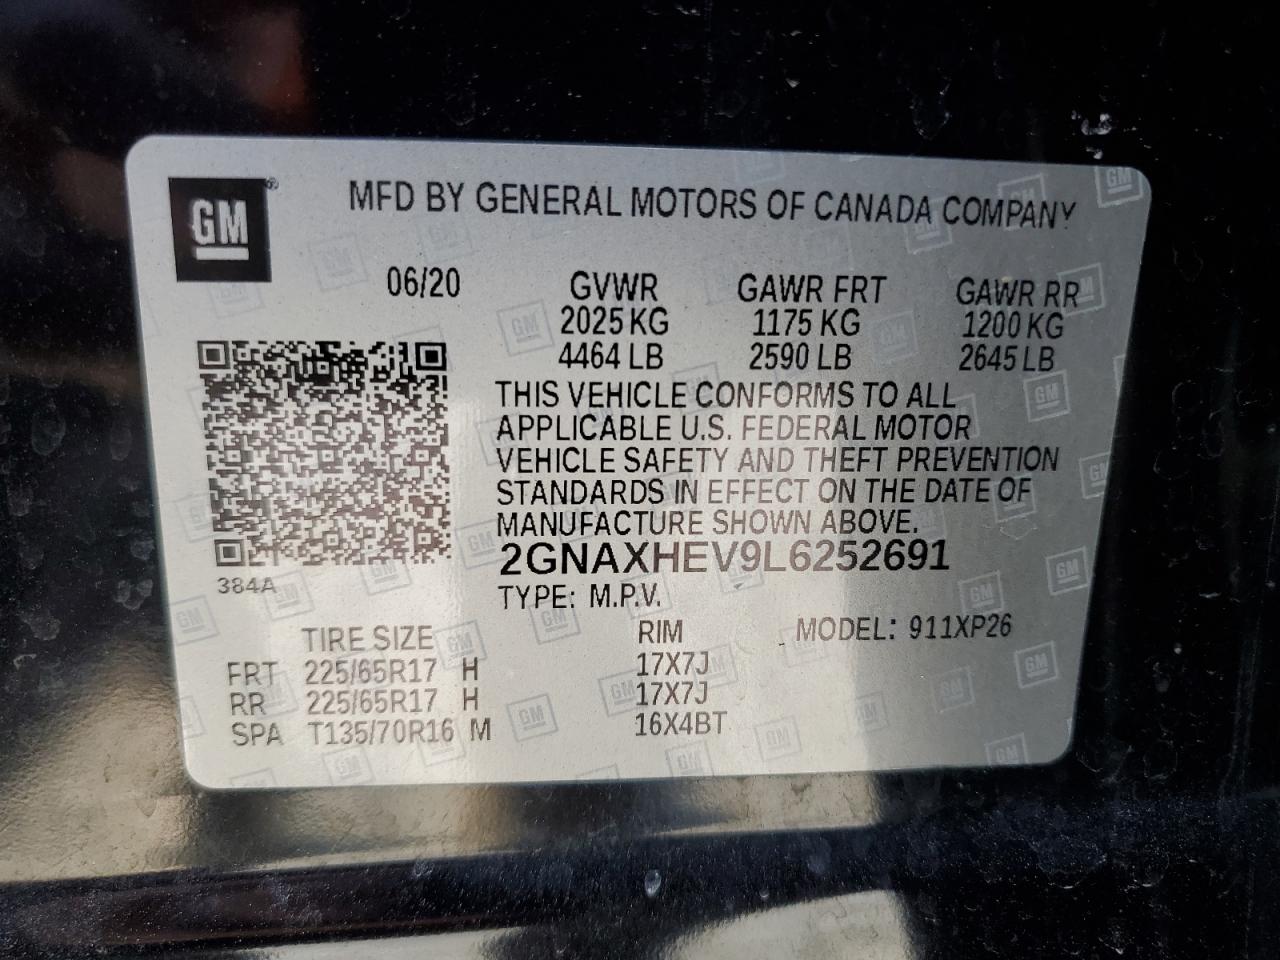 GM
MFD BY GENERAL MOTORS OF CANADA COMPANY
06/20 GVWR GAWR FRT GAWR RR
2025 KG 1175 KG 1200 KG
4464 LB 2590 LB 2645 LB
THIS VEHICLE CONFORMS TO ALL
APPLICABLE U.S. FEDERAL MOTOR
VEHICLE SAFETY AND THEFT PREVENTION
STANDARDS IN EFFECT ON THE DATE OF
MANUFACTURE SHOWN ABOVE.
2GNAXHEV9L6252691
384A
TYPE: M.P.V.
TIRE SIZE RIM MODEL: 911XP26
FRT 225/65R17 H 17X7J
RR 225/65R17 H 17X7J
SPA T135/70R16 M 16X4BT